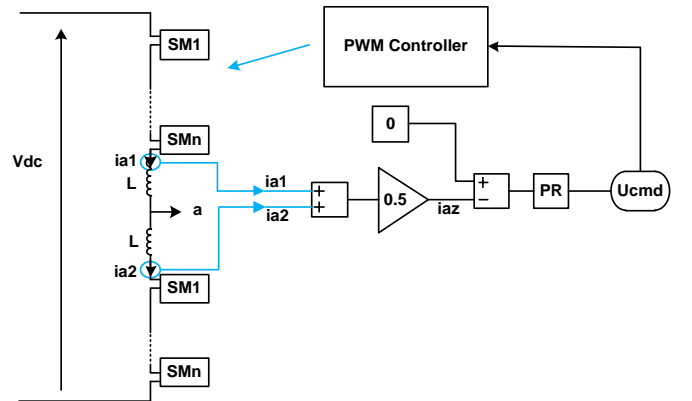 SM1
PWM Controller
0
SMn
Vdc
ia1
L
ia1
+
+
ia2
0.5
iaz
+
−
PR
Ucmd
a
L
ia2
SM1
SMn